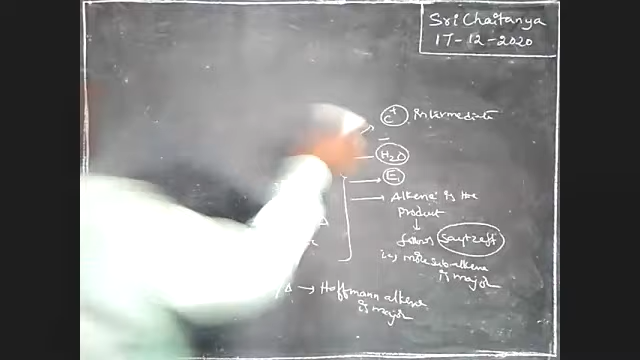 Sri Chaitanya
17-12-2020
C+ Intermediate
H2O
E1
Alkene is the
product
follows Saytzeff
i.e, more sub alkene
is major
/Δ → Hoffmann alkene
is major